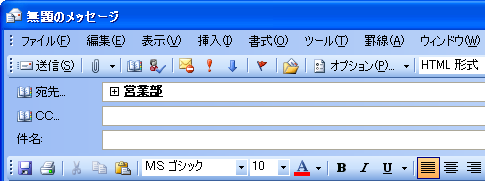 無題のメッセージ
ファイル(F) 編集(E) 表示(V) 挿入(I) 書式(O) ツール(T) 罫線(A) ウィンドウ(W)
送信(S) オプション(P)... HTML 形式
宛先... 営業部
CC...
件名:
MS ゴシック 10 A B I U